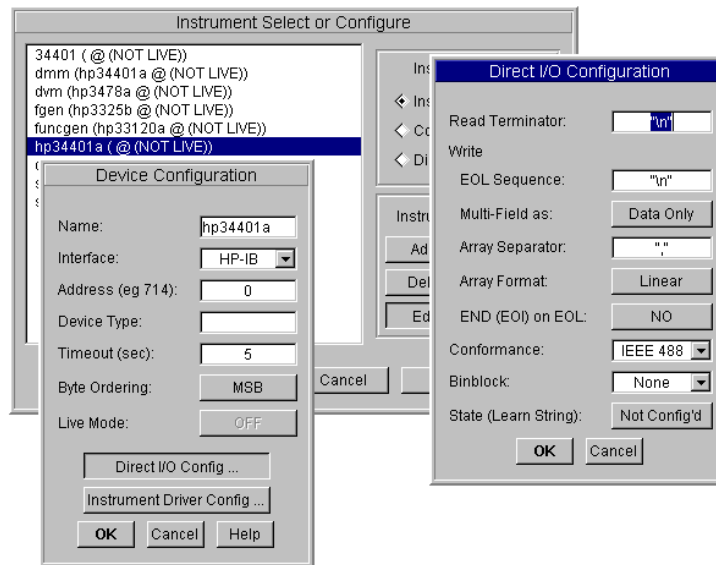 Instrument Select or Configure
34401 ( @ (NOT LIVE))
dmm (hp34401a @ (NOT LIVE))
dvm (hp3478a @ (NOT LIVE))
fgen (hp3325b @ (NOT LIVE))
funcgen (hp33120a @ (NOT LIVE))
hp34401a ( @ (NOT LIVE))
Cancel
Device Configuration
Name: hp34401a
Interface: HP-IB
Address (eg 714): 0
Device Type:
Timeout (sec): 5
Byte Ordering: MSB
Live Mode: OFF
Direct I/O Config ...
Instrument Driver Config ...
OK Cancel Help
Direct I/O Configuration
Read Terminator: "\n"
Write
EOL Sequence: "\n"
Multi-Field as: Data Only
Array Separator: ","
Array Format: Linear
END (EOI) on EOL: NO
Conformance: IEEE 488
Binblock: None
State (Learn String): Not Config'd
OK Cancel